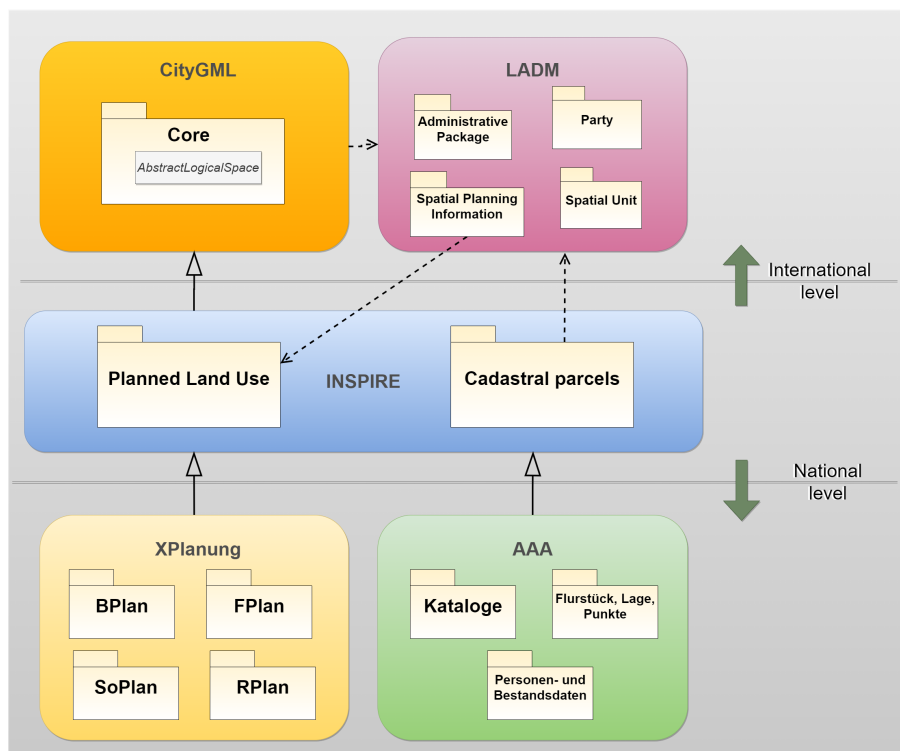 CityGML
Core
AbstractLogicalSpace
LADM
Administrative
Package
Party
Spatial Planning
Information
Spatial Unit
International
level
Planned Land Use
INSPIRE
Cadastral parcels
National
level
XPlanung
BPlan
FPlan
SoPlan
RPlan
AAA
Kataloge
Flurstück, Lage,
Punkte
Personen- und
Bestandsdaten